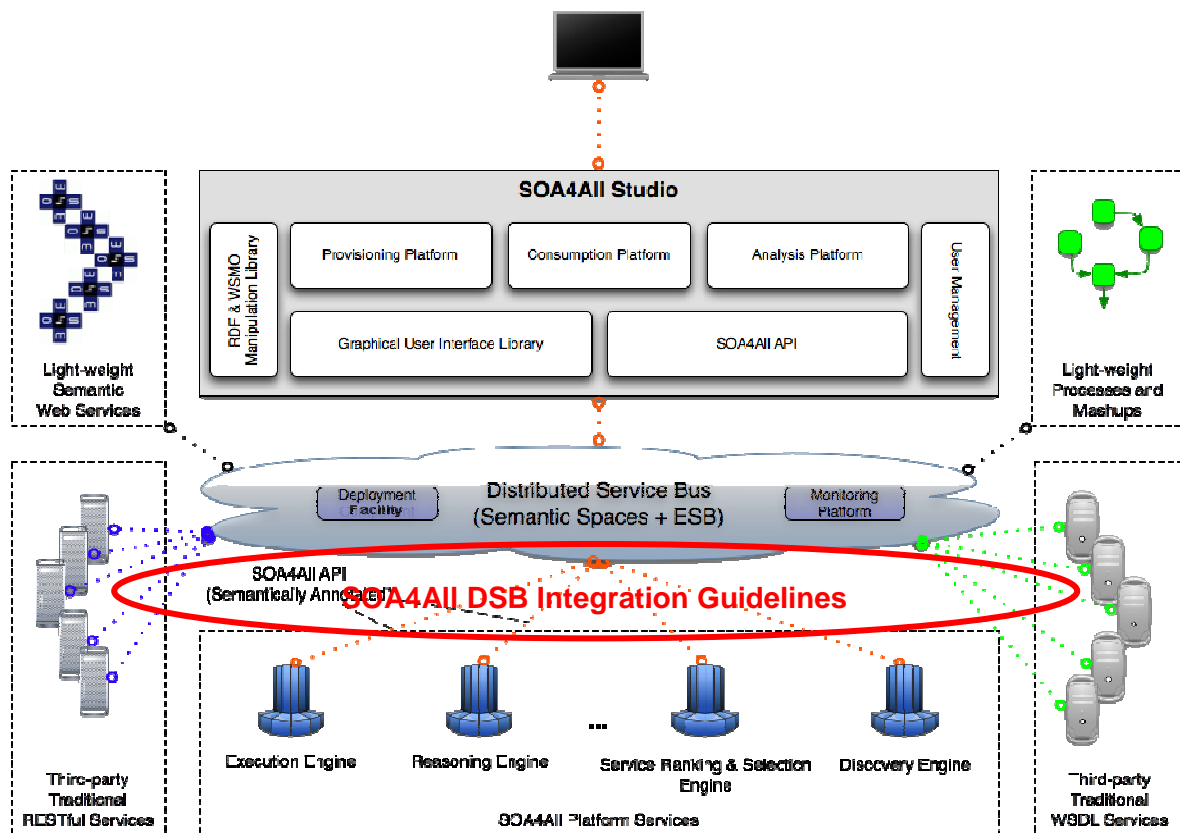 SOA4All Studio
RDF & WSMO
Manipulation Library
Provisioning Platform
Consumption Platform
Analysis Platform
User Management
Graphical User Interface Library
SOA4All API
Light-weight
Semantic
Web Services
Light-weight
Processes and
Mashups
Deployment
Facility
Distributed Service Bus
(Semantic Spaces + ESB)
Monitoring
Platform
SOA4All API
(Semantically Annotated)
SOA4All DSB Integration Guidelines
Execution Engine
Reasoning Engine
...
Service Ranking & Selection
Engine
Discovery Engine
SOA4All Platform Services
Third-party
Traditional
RESTful Services
Third-party
Traditional
WSDL Services